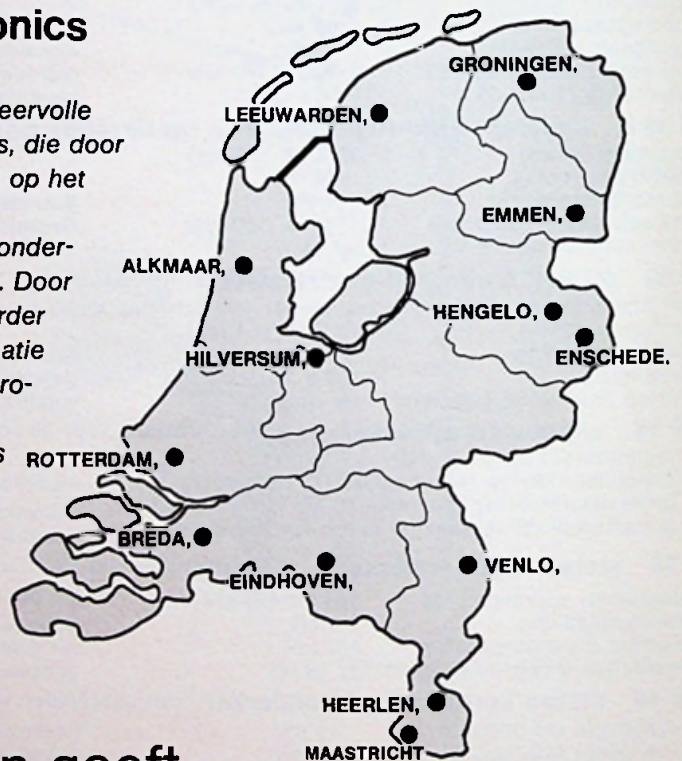 onics
eervolle
s, die door
op het
onder-
. Door
rder
atie
ro-
s
GRONINGEN,
LEEUWARDEN,
EMMEN,
ALKMAAR,
HENGELO,
ENSCHEDE.
HILVERSUM,
ROTTERDAM,
BREDA,
EINDHOVEN,
VENLO,
HEERLEN,
MAASTRICHT
n geeft